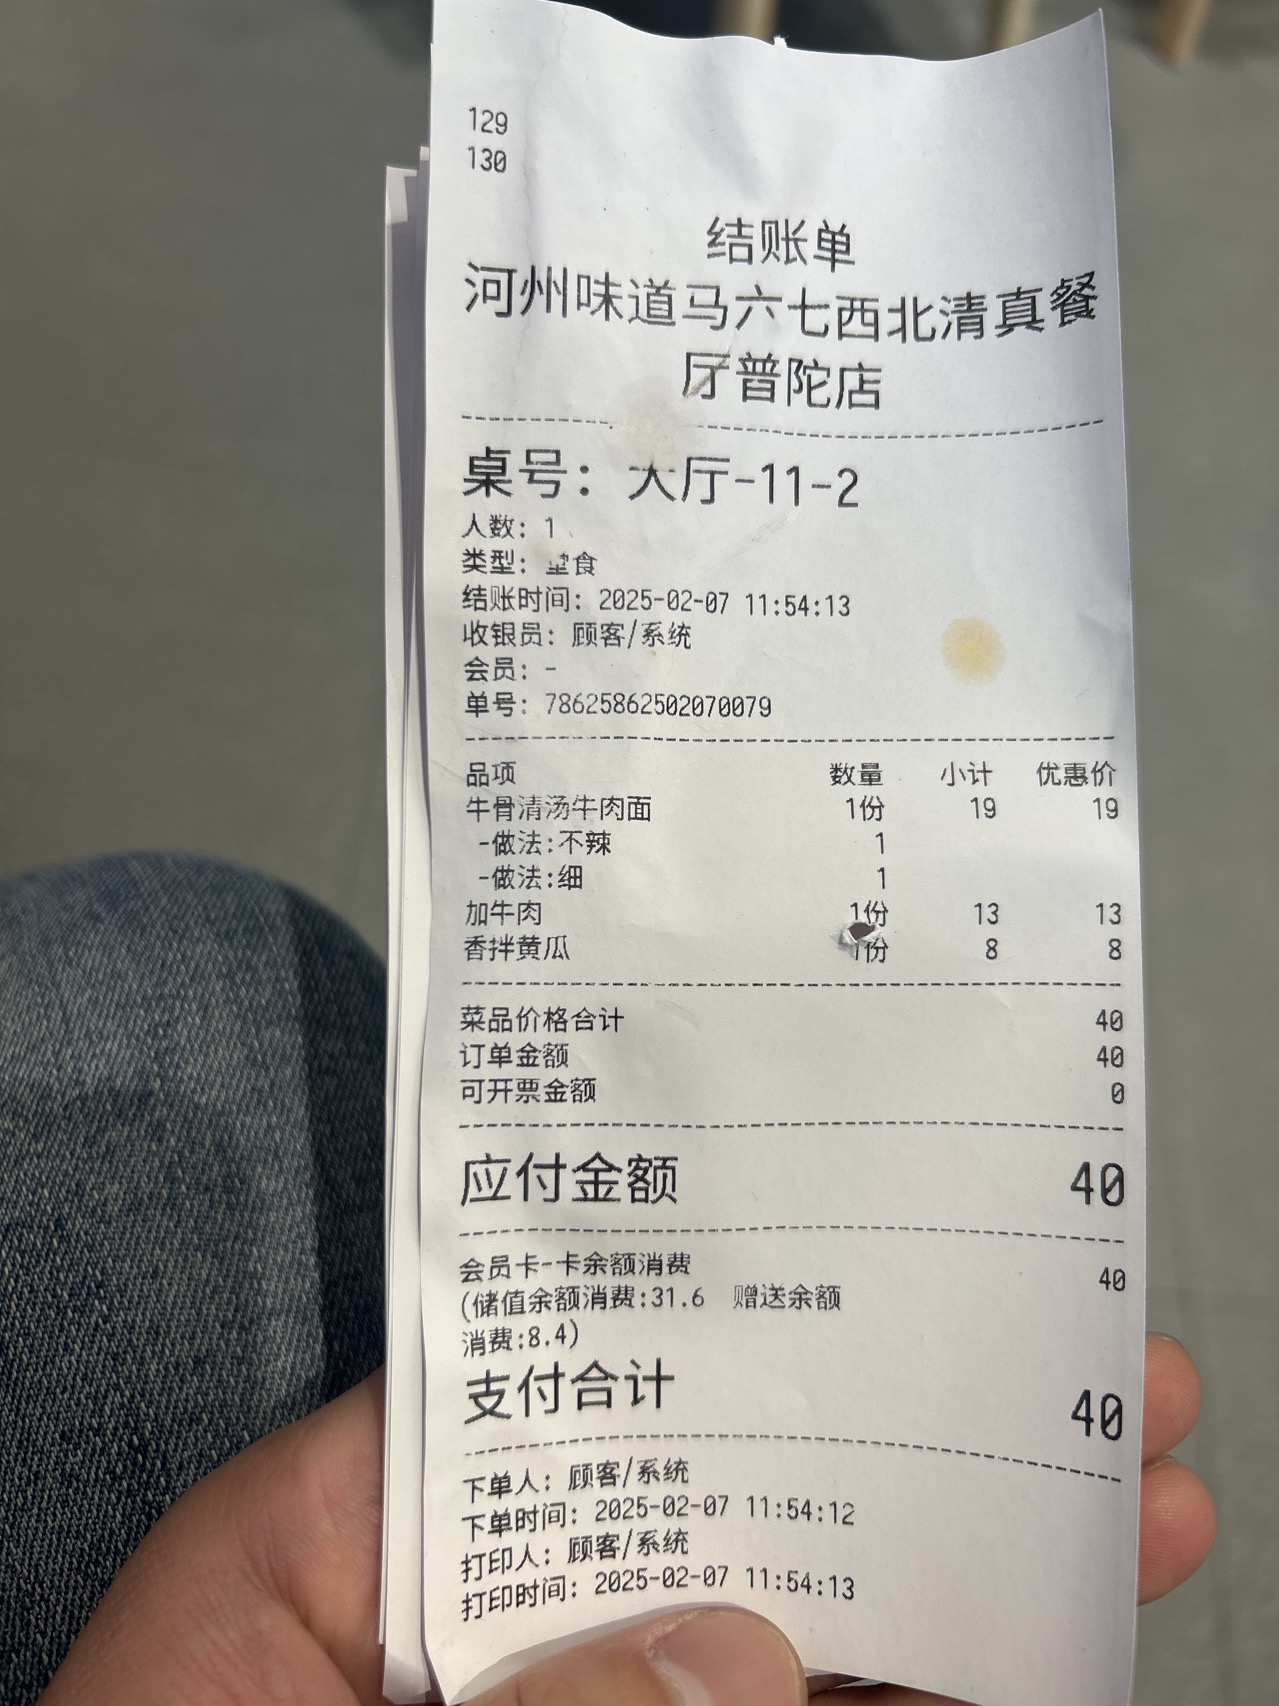 129
130
结账单
河州味道马六七西北清真餐
厅普陀店
桌号：大厅-11-2
人数：1
类型：堂食
结账时间：2025-02-07 11:54:13
收银员：顾客/系统
会员：-
单号：78625862502070079
品项 数量 小计 优惠价
牛骨清汤牛肉面 1份 19 19
-做法:不辣 1
-做法:细 1
加牛肉 1份 13 13
香拌黄瓜 1份 8 8
菜品价格合计 40
订单金额 40
可开票金额 0
应付金额 40
会员卡-卡余额消费 40
(储值余额消费:31.6 赠送余额
消费:8.4)
支付合计 40
下单人：顾客/系统
下单时间：2025-02-07 11:54:12
打印人：顾客/系统
打印时间：2025-02-07 11:54:13